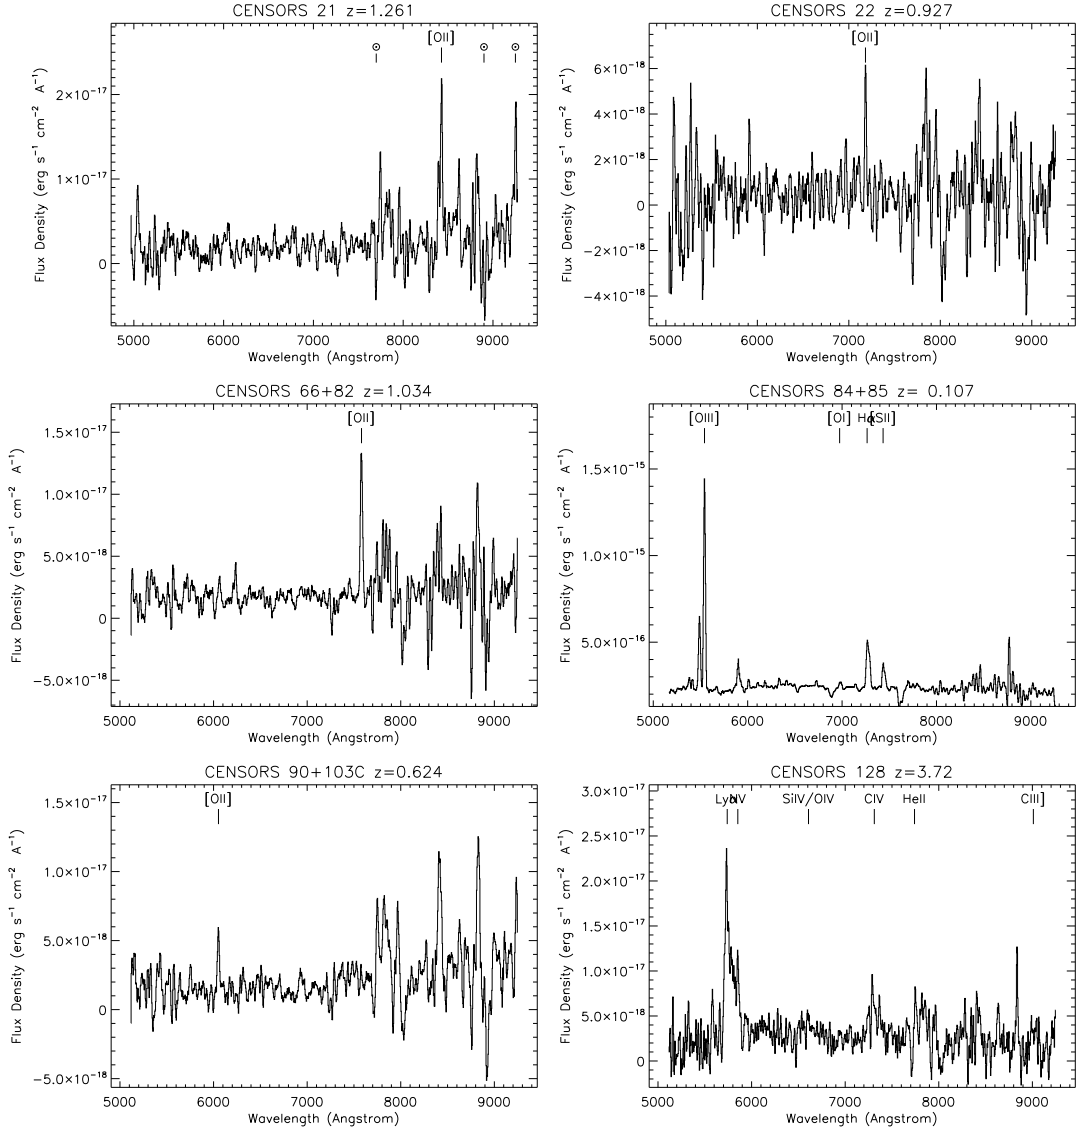 CENSORS 21 z=1.261
[OII]
⊙ ⊙ ⊙
2×10⁻¹⁷
1×10⁻¹⁷
0
Flux Density (erg s⁻¹ cm⁻² A⁻¹)
5000 6000 7000 8000 9000
Wavelength (Angstrom)
CENSORS 22 z=0.927
[OII]
6×10⁻¹⁸
4×10⁻¹⁸
2×10⁻¹⁸
0
−2×10⁻¹⁸
−4×10⁻¹⁸
Flux Density (erg s⁻¹ cm⁻² A⁻¹)
5000 6000 7000 8000 9000
Wavelength (Angstrom)
CENSORS 66+82 z=1.034
[OII]
1.5×10⁻¹⁷
1.0×10⁻¹⁷
5.0×10⁻¹⁸
0
−5.0×10⁻¹⁸
Flux Density (erg s⁻¹ cm⁻² A⁻¹)
5000 6000 7000 8000 9000
Wavelength (Angstrom)
CENSORS 84+85 z= 0.107
[OIII] [OI] Hα [SII]
1.5×10⁻¹⁵
1.0×10⁻¹⁵
5.0×10⁻¹⁶
Flux Density (erg s⁻¹ cm⁻² A⁻¹)
5000 6000 7000 8000 9000
Wavelength (Angstrom)
CENSORS 90+103C z=0.624
[OII]
1.5×10⁻¹⁷
1.0×10⁻¹⁷
5.0×10⁻¹⁸
0
−5.0×10⁻¹⁸
Flux Density (erg s⁻¹ cm⁻² A⁻¹)
5000 6000 7000 8000 9000
Wavelength (Angstrom)
CENSORS 128 z=3.72
Lyα NV SiIV/OIV CIV HeII CIII]
3.0×10⁻¹⁷
2.5×10⁻¹⁷
2.0×10⁻¹⁷
1.5×10⁻¹⁷
1.0×10⁻¹⁷
5.0×10⁻¹⁸
0
Flux Density (erg s⁻¹ cm⁻² A⁻¹)
5000 6000 7000 8000 9000
Wavelength (Angstrom)